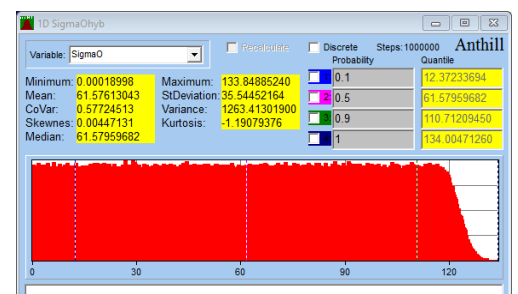 1D SigmaOhyb
Variable: SigmaO
Recalculate
Discrete Steps: 1000000 Anthill
Probability Quantile
Minimum: 0.00018998 Maximum: 133.84885240
Mean: 61.57613043 StDeviation: 35.54452164
CoVar: 0.57724513 Variance: 1263.41301900
Skewnes: 0.00447131 Kurtosis: -1.19079376
Median: 61.57959682
1 0.1 12.37233694
2 0.5 61.57959682
3 0.9 110.71209450
1 134.00471260
0 30 60 90 120